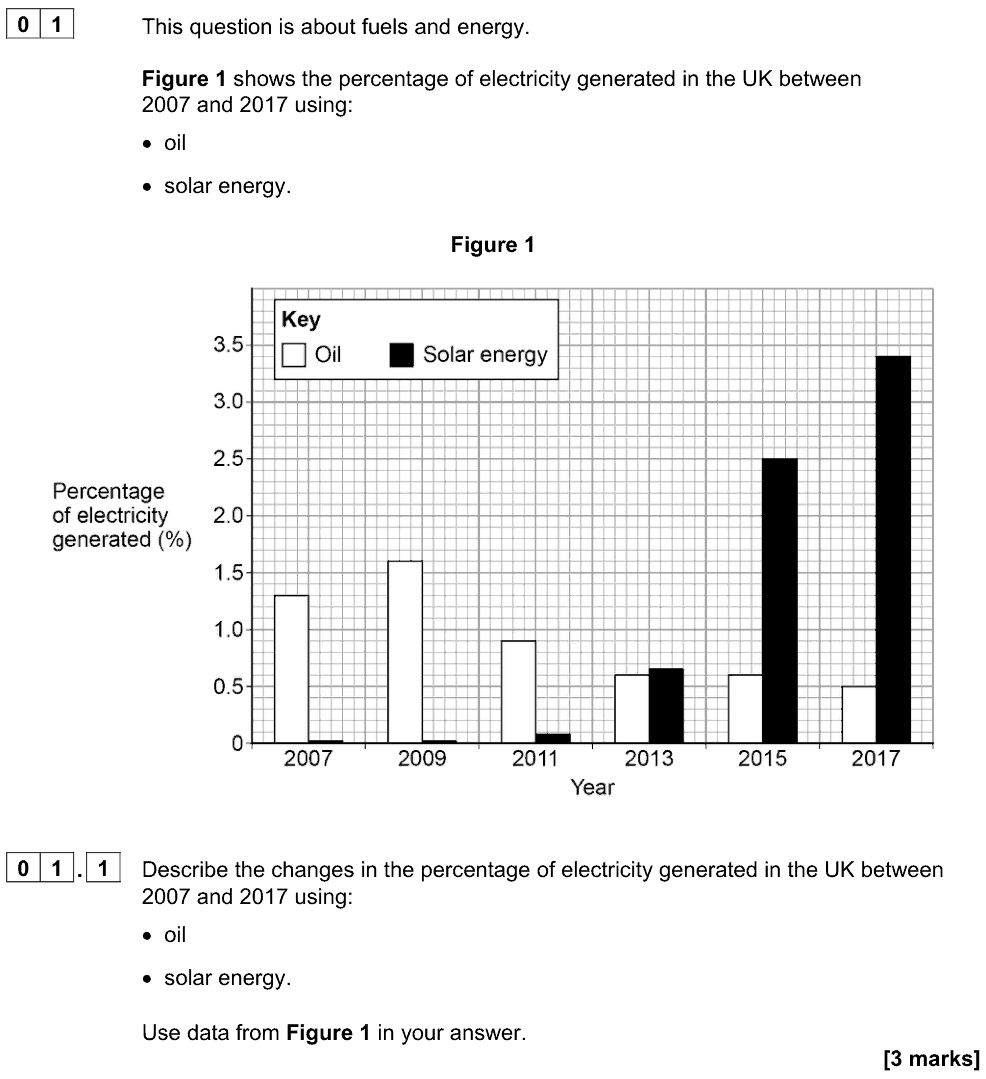 0 1 This question is about fuels and energy.
Figure 1 shows the percentage of electricity generated in the UK between
2007 and 2017 using:
• oil
• solar energy.
Figure 1
Key
Oil Solar energy
3.5
3.0
2.5
2.0
1.5
1.0
0.5
0
Percentage
of electricity
generated (%)
2007 2009 2011 2013 2015 2017
Year
0 1 . 1 Describe the changes in the percentage of electricity generated in the UK between
2007 and 2017 using:
• oil
• solar energy.
Use data from Figure 1 in your answer.
[3 marks]